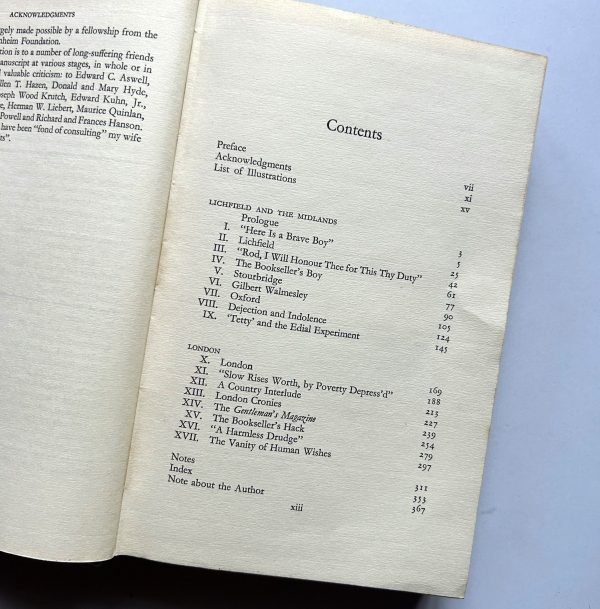 ACKNOWLEDGMENTS
gely made possible by a fellowship from the
nheim Foundation.
tion is to a number of long-suffering friends
anuscript at various stages, in whole or in
d valuable criticism: to Edward C. Aswell,
llen T. Hazen, Donald and Mary Hyde,
oseph Wood Krutch, Edward Kuhn, Jr.,
e, Herman W. Liebert, Maurice Quinlan,
Powell and Richard and Frances Hanson.
have been "fond of consulting" my wife
ts".
Contents
Preface vii
Acknowledgments xi
List of Illustrations xv
LICHFIELD AND THE MIDLANDS
Prologue 3
I. "Here Is a Brave Boy" 5
II. Lichfield 25
III. "Rod, I Will Honour Thee for This Thy Duty" 42
IV. The Bookseller's Boy 61
V. Stourbridge 77
VI. Gilbert Walmesley 90
VII. Oxford 105
VIII. Dejection and Indolence 124
IX. 'Tetty' and the Edial Experiment 145
LONDON
X. London 169
XI. "Slow Rises Worth, by Poverty Depress'd" 188
XII. A Country Interlude 213
XIII. London Cronies 227
XIV. The Gentleman's Magazine 239
XV. The Bookseller's Hack 254
XVI. "A Harmless Drudge" 279
XVII. The Vanity of Human Wishes 297
Notes 311
Index 353
Note about the Author 367
xiii